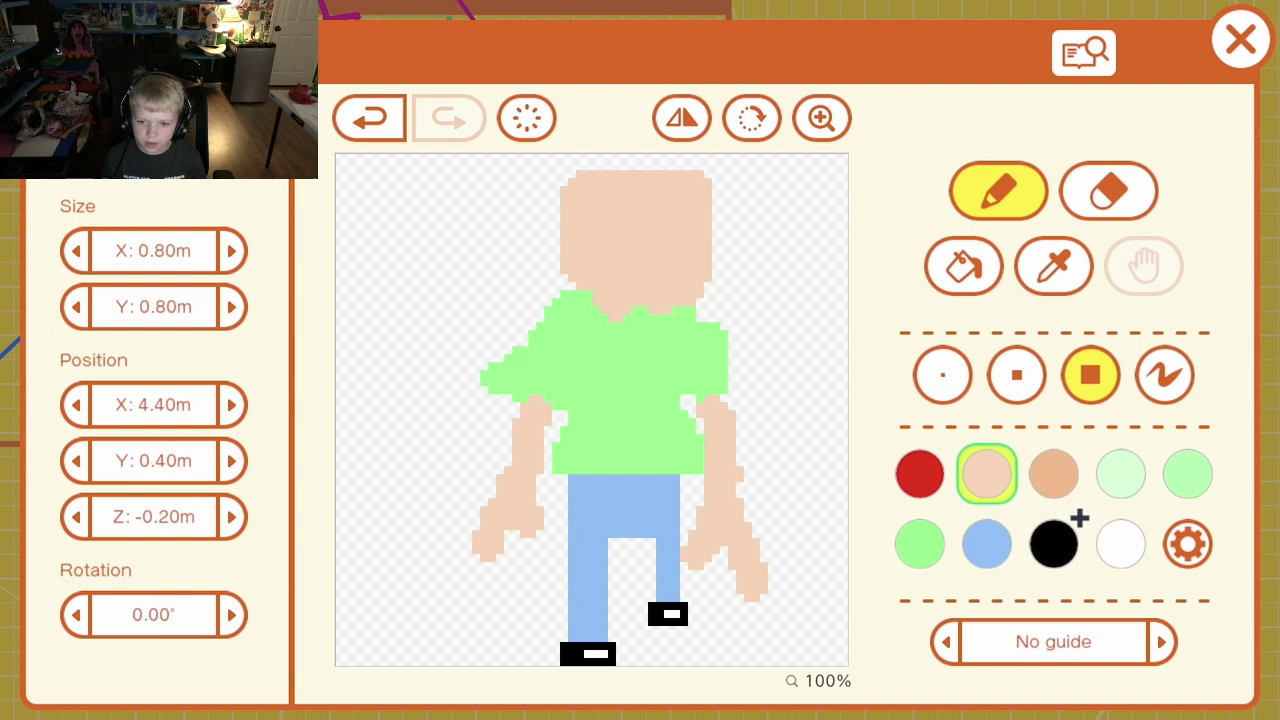 Size
X: 0.80m
Y: 0.80m
Position
X: 4.40m
Y: 0.40m
Z: -0.20m
Rotation
0.00°
No guide
100%